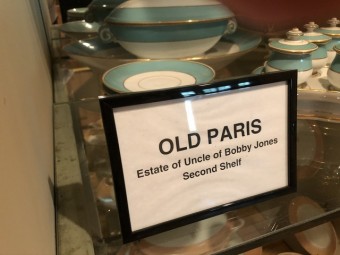 OLD PARIS
Estate of Uncle of Bobby Jones
Second Shelf